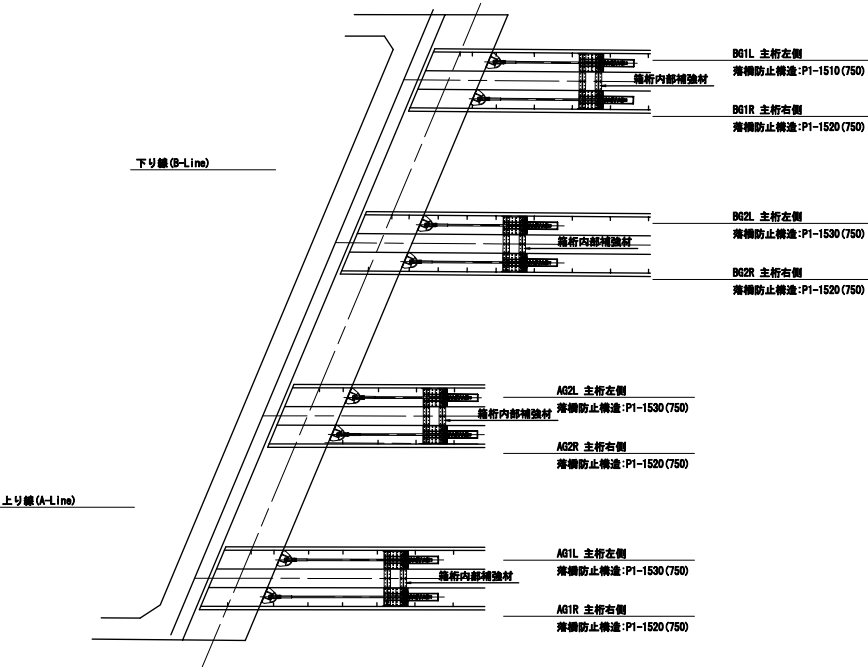 BG1L 主桁左側
落橋防止構造:P1-1510(750)
箱桁内部補強材
BG1R 主桁右側
落橋防止構造:P1-1520(750)
下り線(B-Line)
BG2L 主桁左側
落橋防止構造:P1-1530(750)
箱桁内部補強材
BG2R 主桁右側
落橋防止構造:P1-1520(750)
AG2L 主桁左側
落橋防止構造:P1-1530(750)
箱桁内部補強材
AG2R 主桁右側
落橋防止構造:P1-1520(750)
上り線(A-Line)
AG1L 主桁左側
落橋防止構造:P1-1530(750)
箱桁内部補強材
AG1R 主桁右側
落橋防止構造:P1-1520(750)